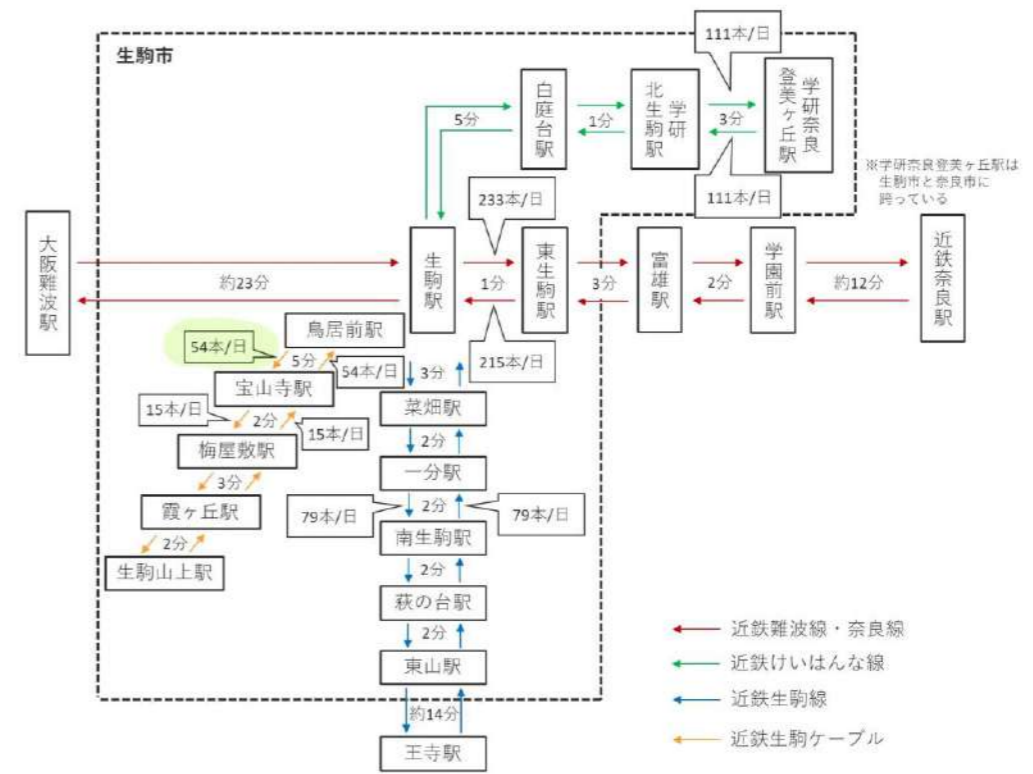 生駒市
111本/日
白庭台駅
学研
北生駒駅
学研奈良
登美ヶ丘駅
5分
1分
3分
111本/日
※学研奈良登美ヶ丘駅は
生駒市と奈良市に
跨っている
233本/日
大阪難波駅
約23分
生駒駅
1分
東生駒駅
3分
富雄駅
2分
学園前駅
約12分
近鉄奈良駅
215本/日
鳥居前駅
54本/日
5分
54本/日
宝山寺駅
15本/日
2分
15本/日
梅屋敷駅
3分
霞ヶ丘駅
2分
生駒山上駅
3分
菜畑駅
2分
一分駅
79本/日
2分
79本/日
南生駒駅
2分
萩の台駅
2分
東山駅
約14分
王寺駅
近鉄難波線・奈良線
近鉄けいはんな線
近鉄生駒線
近鉄生駒ケーブル